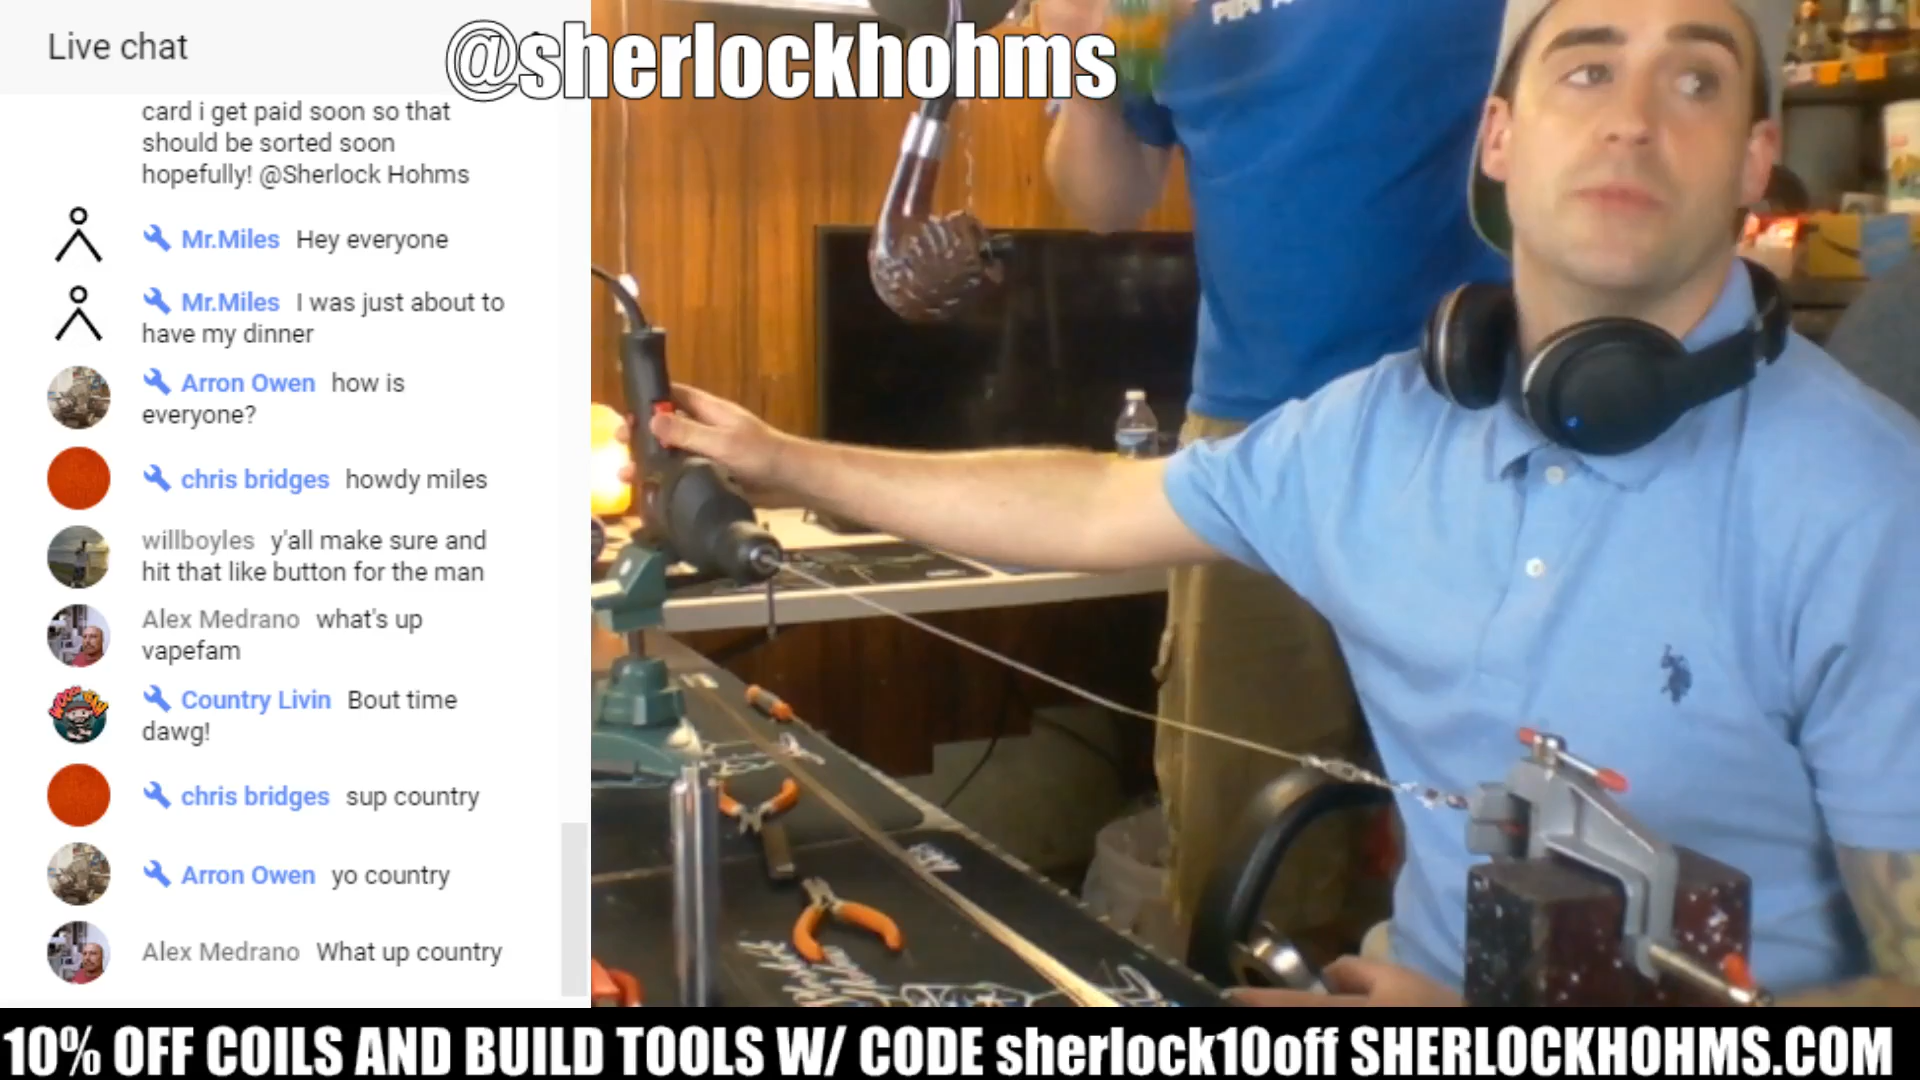 Live chat
@sherlockhohms
card i get paid soon so that
should be sorted soon
hopefully! @Sherlock Hohms
Mr.Miles Hey everyone
Mr.Miles I was just about to
have my dinner
Arron Owen how is
everyone?
chris bridges howdy miles
willboyles y'all make sure and
hit that like button for the man
Alex Medrano what's up
vapefam
Country Livin Bout time
dawg!
chris bridges sup country
Arron Owen yo country
Alex Medrano What up country
10% OFF COILS AND BUILD TOOLS W/ CODE sherlock10off SHERLOCKHOHMS.COM